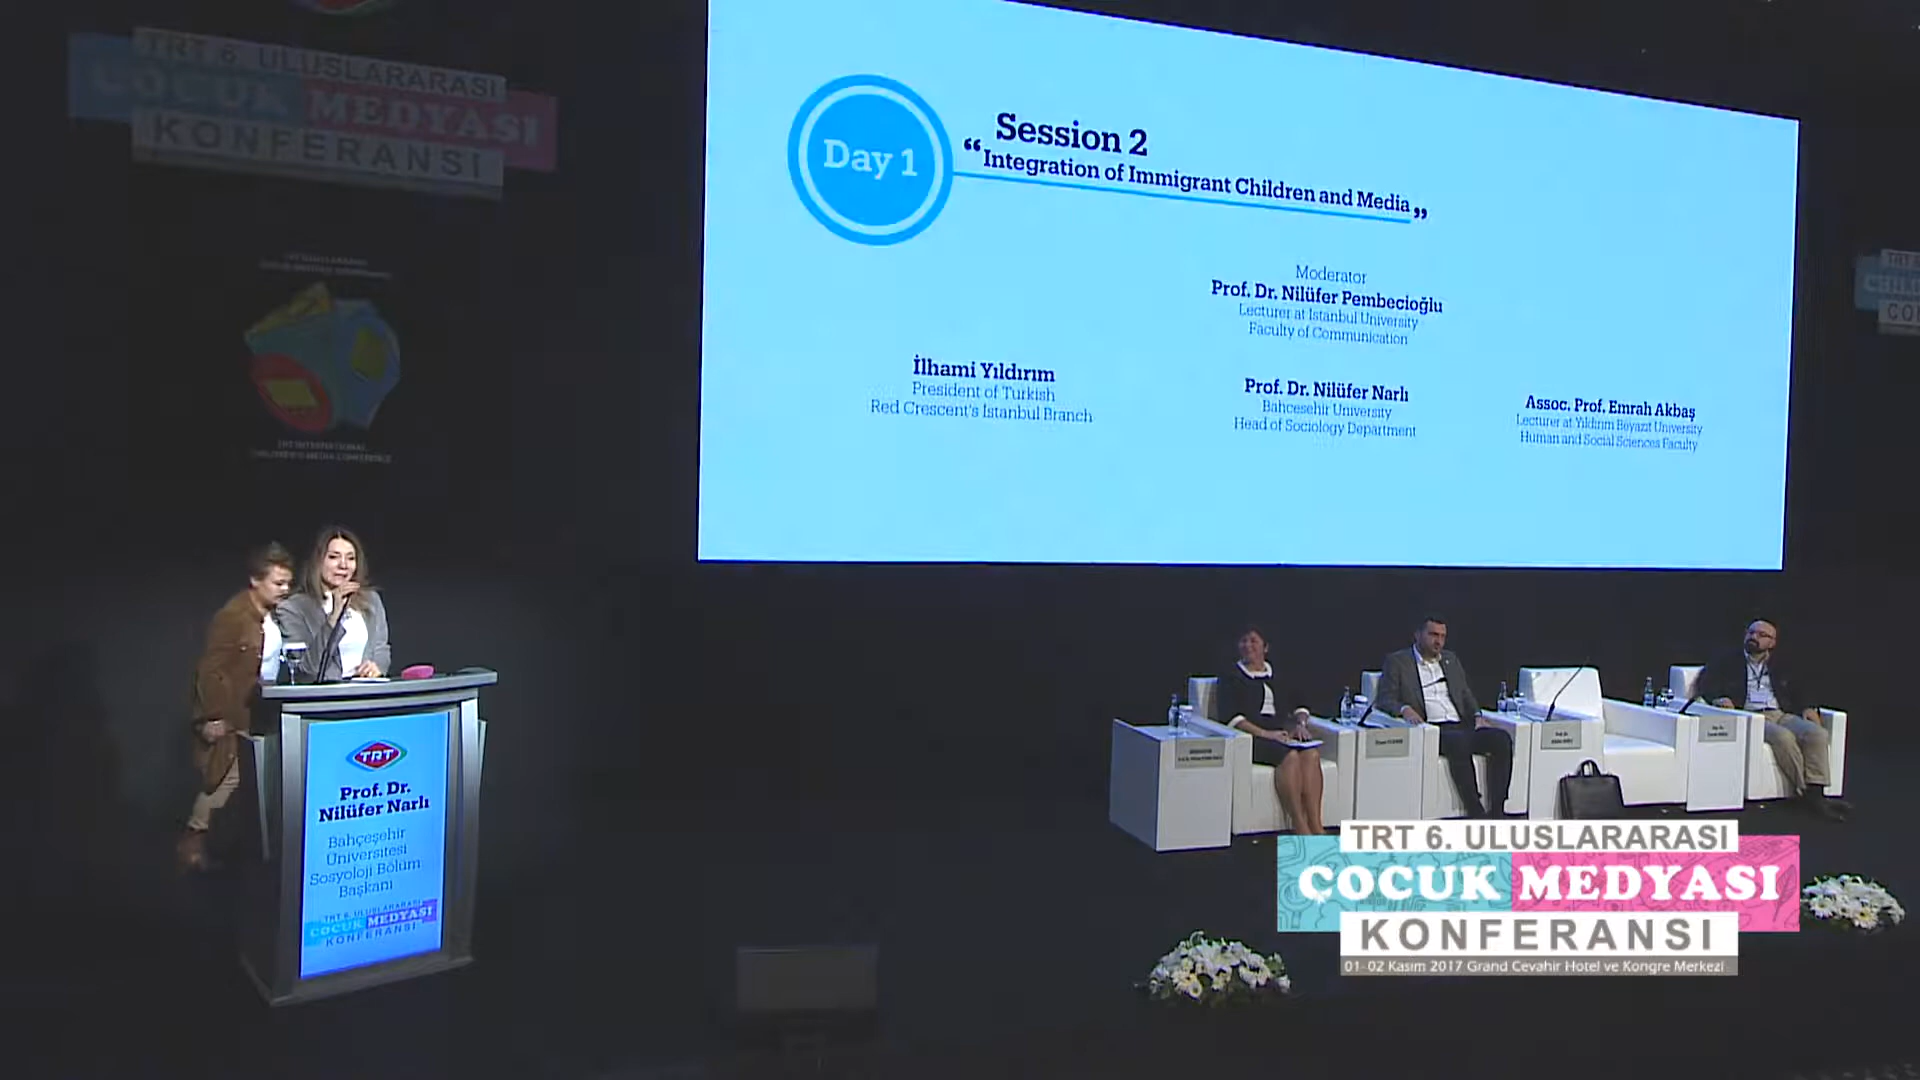 TRT 6. ULUSLARARASI
ÇOCUK MEDYASI
KONFERANSI
Day 1
Session 2
“Integration of Immigrant Children and Media„
Moderator
Prof. Dr. Nilüfer Pembecioğlu
Lecturer at İstanbul University
Faculty of Communication
İlhami Yıldırım
President of Turkish
Red Crescent's İstanbul Branch
Prof. Dr. Nilüfer Narlı
Bahçeşehir University
Head of Sociology Department
Assoc. Prof. Emrah Akbaş
Lecturer at Yıldırım Beyazıt University
Human and Social Sciences Faculty
TRT
Prof. Dr.
Nilüfer Narlı
Bahçeşehir
Üniversitesi
Sosyoloji Bölüm
Başkanı
TRT 6. ULUSLARARASI
ÇOCUK MEDYASI
KONFERANSI
TRT 6. ULUSLARARASI
ÇOCUK MEDYASI
KONFERANSI
01-02 Kasım 2017 Grand Cevahir Hotel ve Kongre Merkezi